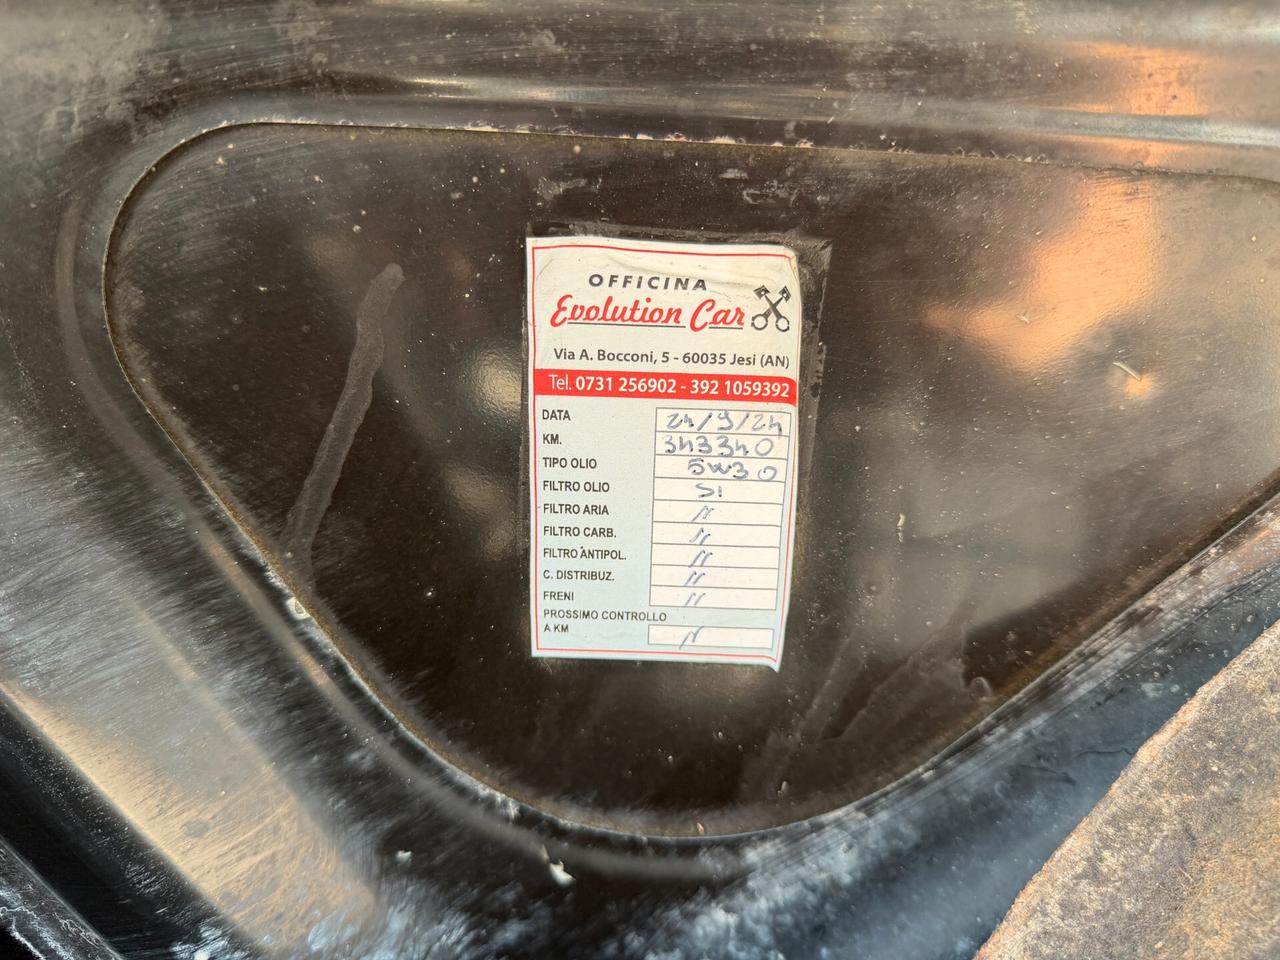 OFFICINA
Evolution Car
Via A. Bocconi, 5 - 60035 Jesi (AN)
Tel. 0731 256902 - 392 1059392
DATA 24/9/24
KM. 343340
TIPO OLIO 5W30
FILTRO OLIO SI
FILTRO ARIA "
FILTRO CARB. "
FILTRO ANTIPOL. "
C. DISTRIBUZ. "
FRENI "
PROSSIMO CONTROLLO
A KM "